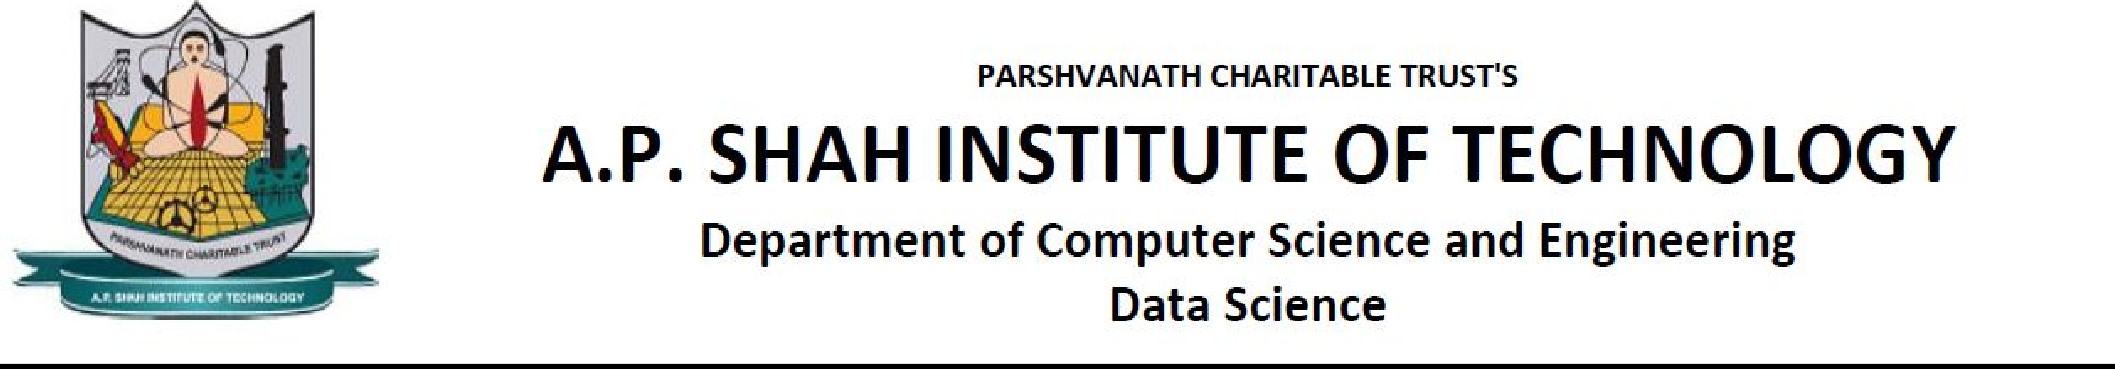 PARSHVANATH CHARITABLE TRUST'S
A.P. SHAH INSTITUTE OF TECHNOLOGY
Department of Computer Science and Engineering
Data Science
PARSHVANATH CHARITABLE TRUST
A.P. SHAH INSTITUTE OF TECHNOLOGY